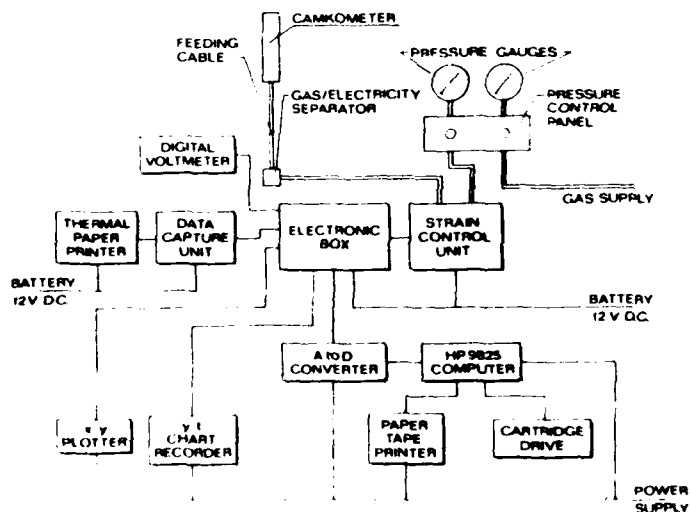 CAMKOMETER
FEEDING
CABLE
PRESSURE GAUGES
GAS/ELECTRICITY
SEPARATOR
PRESSURE
CONTROL
PANEL
DIGITAL
VOLTMETER
GAS SUPPLY
THERMAL
PAPER
PRINTER
DATA
CAPTURE
UNIT
ELECTRONIC
BOX
STRAIN
CONTROL
UNIT
BATTERY
12V D.C.
BATTERY
12 V D.C.
A to D
CONVERTER
HP 9825
COMPUTER
x y
PLOTTER
y t
CHART
RECORDER
PAPER
TAPE
PRINTER
CARTRIDGE
DRIVE
POWER
SUPPLY